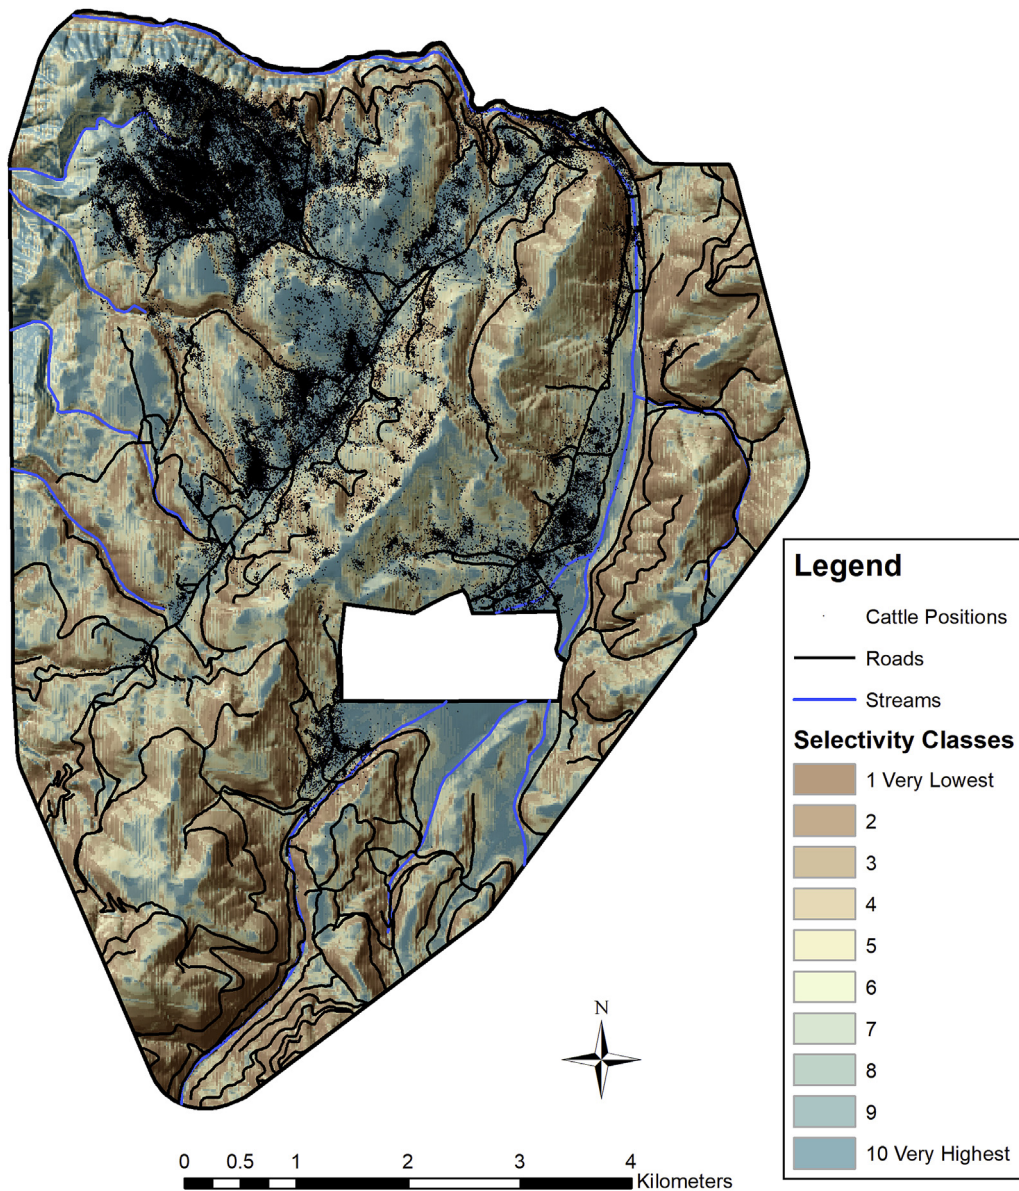 Legend
Cattle Positions
Roads
Streams
Selectivity Classes
1 Very Lowest
2
3
4
5
6
7
8
9
10 Very Highest
N
0 0.5 1 2 3 4
Kilometers